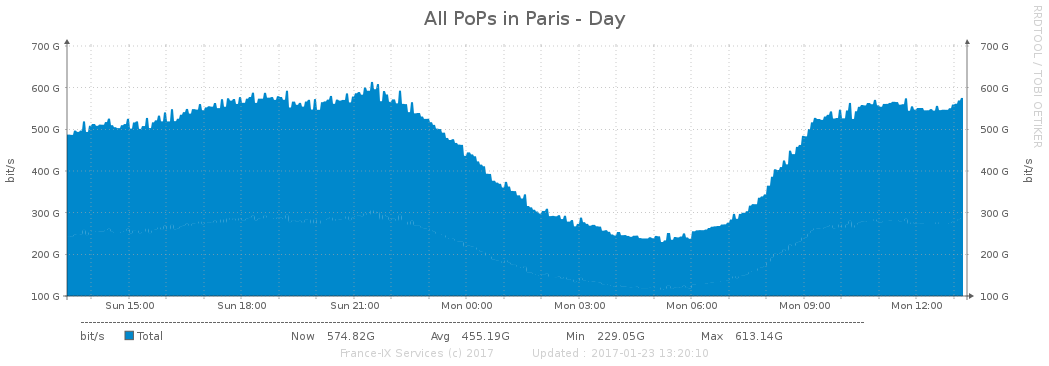 All PoPs in Paris - Day
RRDTOOL / TOBI OETIKER
bit/s
bit/s
700 G
700 G
600 G
600 G
500 G
500 G
400 G
400 G
300 G
300 G
200 G
200 G
100 G
100 G
Sun 15:00 Sun 18:00 Sun 21:00 Mon 00:00 Mon 03:00 Mon 06:00 Mon 09:00 Mon 12:00
bit/s Total Now 574.82G Avg 455.19G Min 229.05G Max 613.14G
France-IX Services (c) 2017 Updated : 2017-01-23 13:20:10